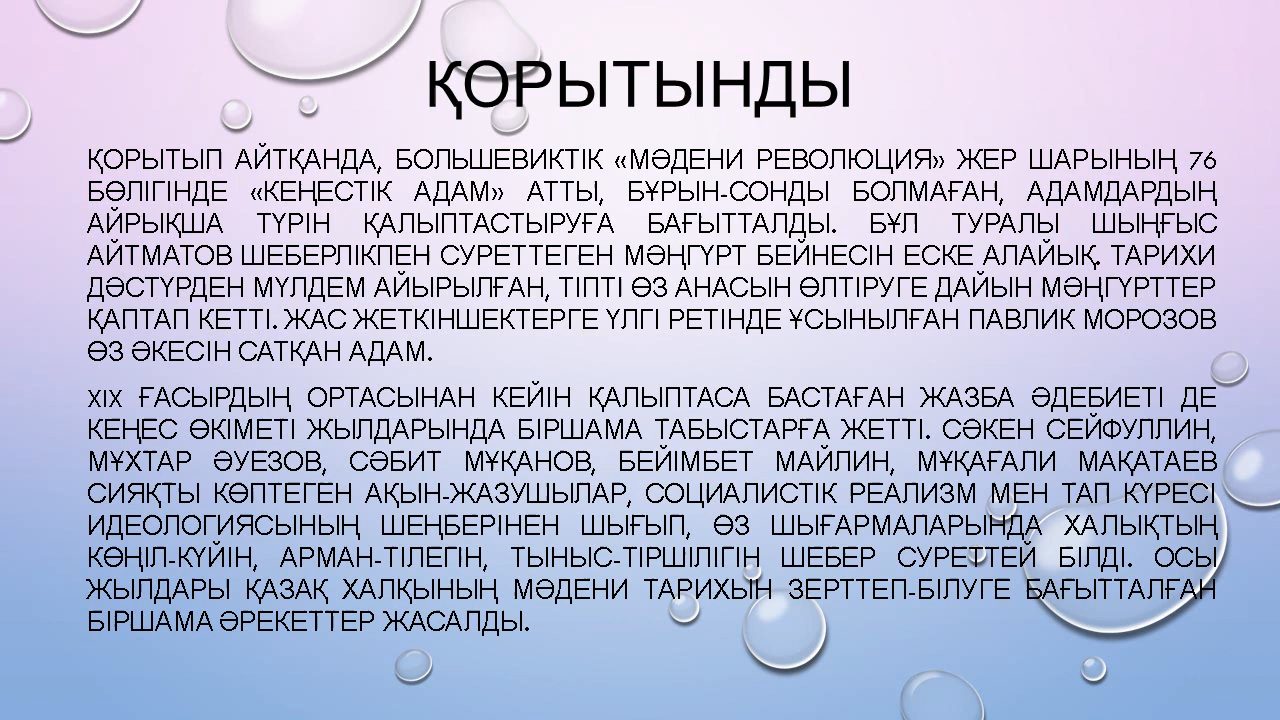 ҚОРЫТЫНДЫ
ҚОРЫТЫП АЙТҚАНДА, БОЛЬШЕВИКТІК «МӘДЕНИ РЕВОЛЮЦИЯ» ЖЕР ШАРЫНЫҢ 76
БӨЛІГІНДЕ «КЕҢЕСТІК АДАМ» АТТЫ, БҰРЫН-СОНДЫ БОЛМАҒАН, АДАМДАРДЫҢ
АЙРЫҚША ТҮРІН ҚАЛЫПТАСТЫРУҒА БАҒЫТТАЛДЫ. БҰЛ ТУРАЛЫ ШЫҢҒЫС
АЙТМАТОВ ШЕБЕРЛІКПЕН СУРЕТТЕГЕН МӘҢГҮРТ БЕЙНЕСІН ЕСКЕ АЛАЙЫҚ. ТАРИХИ
ДӘСТҮРДЕН МҮЛДЕМ АЙЫРЫЛҒАН, ТІПТІ ӨЗ АНАСЫН ӨЛТІРУГЕ ДАЙЫН МӘҢГҮРТТЕР
ҚАПТАП КЕТТІ. ЖАС ЖЕТКІНШЕКТЕРГЕ ҮЛГІ РЕТІНДЕ ҰСЫНЫЛҒАН ПАВЛИК МОРОЗОВ
ӨЗ ӘКЕСІН САТҚАН АДАМ.
XIX ҒАСЫРДЫҢ ОРТАСЫНАН КЕЙІН ҚАЛЫПТАСА БАСТАҒАН ЖАЗБА ӘДЕБИЕТІ ДЕ
КЕҢЕС ӨКІМЕТІ ЖЫЛДАРЫНДА БІРШАМА ТАБЫСТАРҒА ЖЕТТІ. СӘКЕН СЕЙФУЛЛИН,
МҰХТАР ӘУЕЗОВ, СӘБИТ МҰҚАНОВ, БЕЙІМБЕТ МАЙЛИН, МҰҚАҒАЛИ МАҚАТАЕВ
СИЯҚТЫ КӨПТЕГЕН АҚЫН-ЖАЗУШЫЛАР, СОЦИАЛИСТІК РЕАЛИЗМ МЕН ТАП КҮРЕСІ
ИДЕОЛОГИЯСЫНЫҢ ШЕҢБЕРІНЕН ШЫҒЫП, ӨЗ ШЫҒАРМАЛАРЫНДА ХАЛЫҚТЫҢ
КӨҢІЛ-КҮЙІН, АРМАН-ТІЛЕГІН, ТЫНЫС-ТІРШІЛІГІН ШЕБЕР СУРЕТТЕЙ БІЛДІ. ОСЫ
ЖЫЛДАРЫ ҚАЗАҚ ХАЛҚЫНЫҢ МӘДЕНИ ТАРИХЫН ЗЕРТТЕП-БІЛУГЕ БАҒЫТТАЛҒАН
БІРШАМА ӘРЕКЕТТЕР ЖАСАЛДЫ.